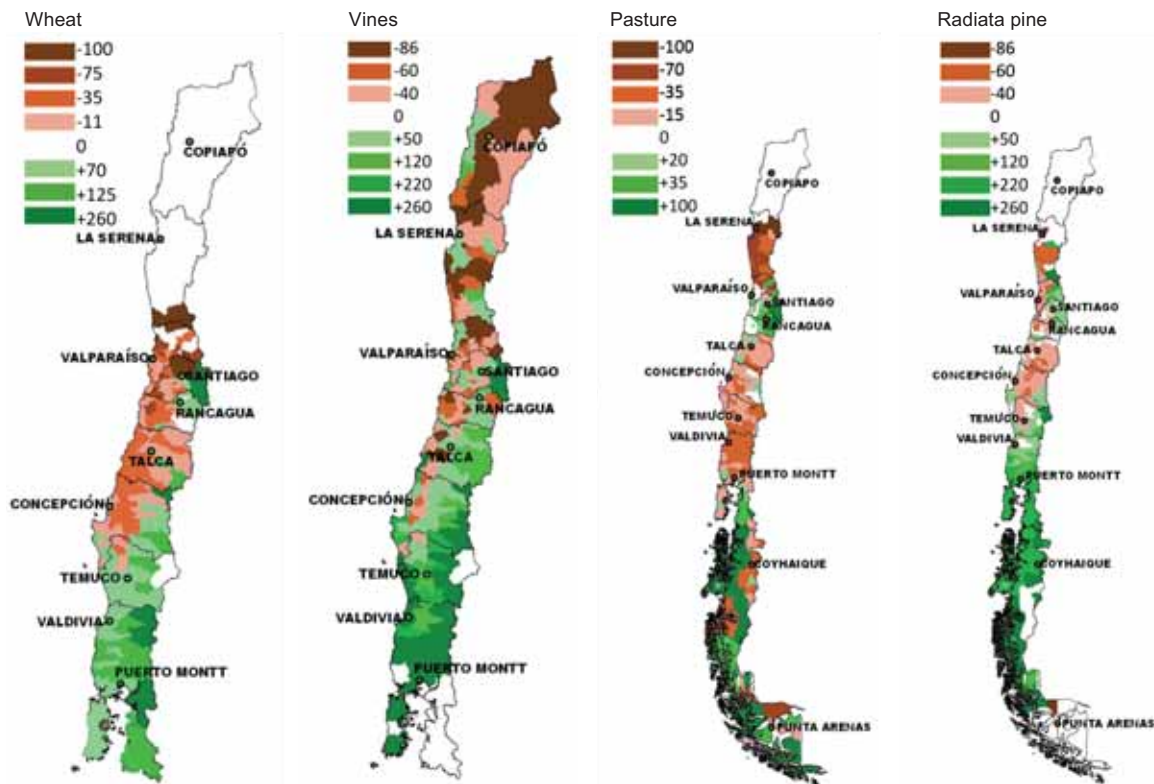 Wheat
-100
-75
-35
-11
0
+70
+125
+260
COPIAPÓ
LA SERENA
VALPARAÍSO
SANTIAGO
RANCAGUA
TALCA
CONCEPCIÓN
TEMUCO
VALDIVIA
PUERTO MONTT
Vines
-86
-60
-40
0
+50
+120
+220
+260
COPIAPÓ
LA SERENA
VALPARAÍSO
SANTIAGO
RANCAGUA
TALCA
CONCEPCIÓN
TEMUCO
VALDIVIA
PUERTO MONTT
Pasture
-100
-70
-35
-15
0
+20
+35
+100
COPIAPO
LA SERENA
VALPARAÍSO
SANTIAGO
RANCAGUA
TALCA
CONCEPCIÓN
TEMUCO
VALDIVIA
PUERTO MONTT
COYHAIQUE
PUNTA ARENAS
Radiata pine
-86
-60
-40
0
+50
+120
+220
+260
COPIAPO
LA SERENA
VALPARAÍSO
SANTIAGO
RANCAGUA
TALCA
CONCEPCIÓN
TEMUCO
VALDIVIA
PUERTO MONTT
COYHAIQUE
PUNTA ARENAS